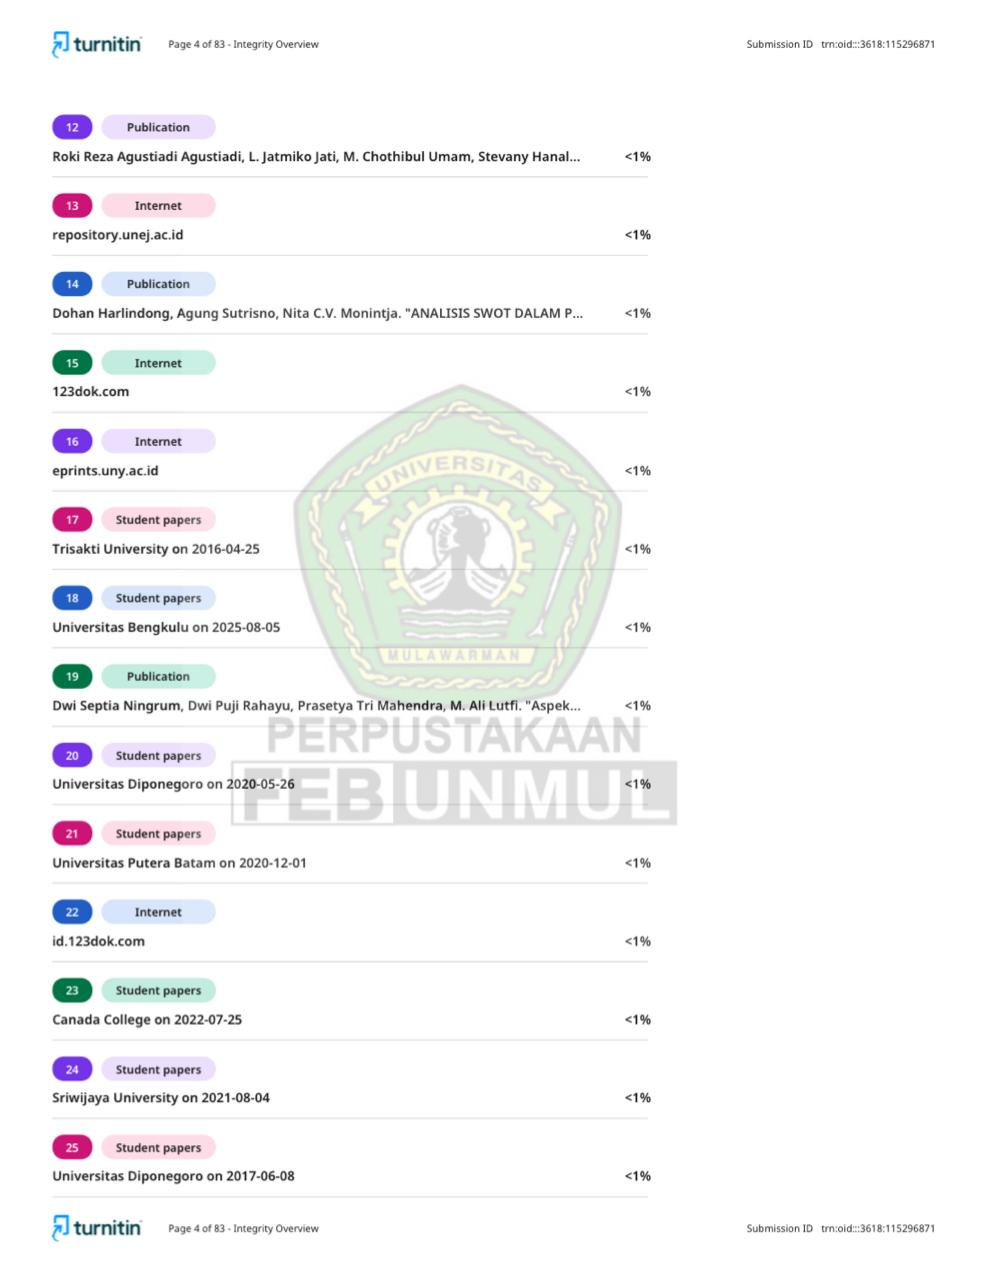 turnitin Page 4 of 83 - Integrity Overview Submission ID trn:oid:::3618:115296871
12 Publication
Roki Reza Agustiadi Agustiadi, L. Jatmiko Jati, M. Chothibul Umam, Stevany Hanal... <1%
13 Internet
repository.unej.ac.id <1%
14 Publication
Dohan Harlindong, Agung Sutrisno, Nita C.V. Monintja. "ANALISIS SWOT DALAM P... <1%
15 Internet
123dok.com <1%
16 Internet
eprints.uny.ac.id <1%
UNIVERSITAS
17 Student papers
Trisakti University on 2016-04-25 <1%
18 Student papers
Universitas Bengkulu on 2025-08-05 <1%
MULAWARMAN
19 Publication
Dwi Septia Ningrum, Dwi Puji Rahayu, Prasetya Tri Mahendra, M. Ali Lutfi. "Aspek... <1%
PERPUSTAKAAN
20 Student papers
Universitas Diponegoro on 2020-05-26 <1%
FEB UNMUL
21 Student papers
Universitas Putera Batam on 2020-12-01 <1%
22 Internet
id.123dok.com <1%
23 Student papers
Canada College on 2022-07-25 <1%
24 Student papers
Sriwijaya University on 2021-08-04 <1%
25 Student papers
Universitas Diponegoro on 2017-06-08 <1%
turnitin Page 4 of 83 - Integrity Overview Submission ID trn:oid:::3618:115296871